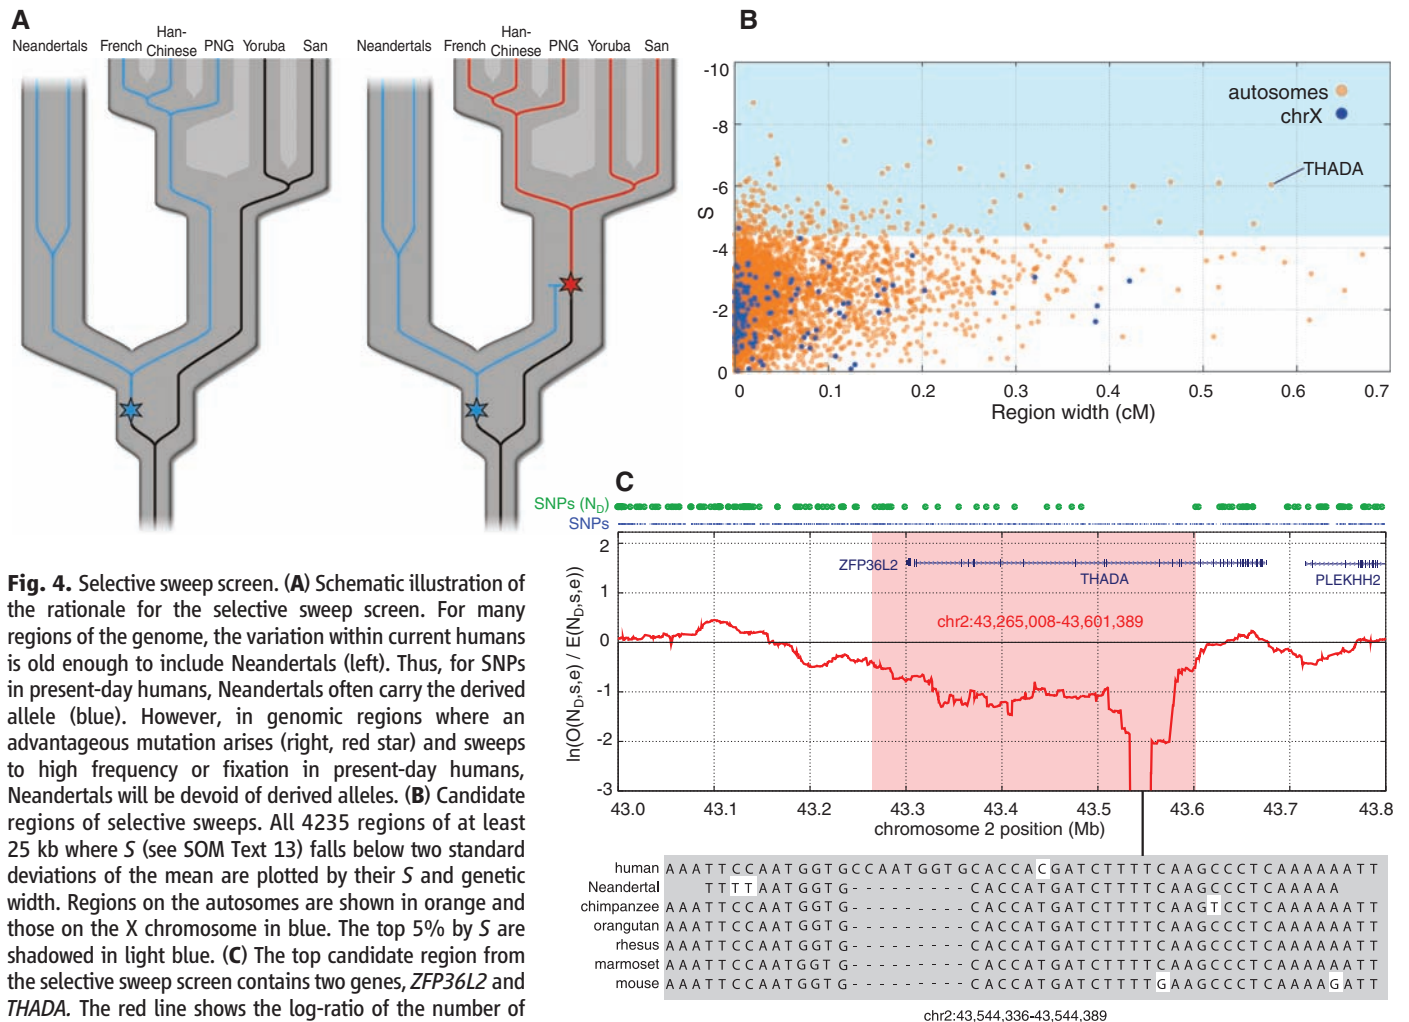 A
Neandertals French Han-Chinese PNG Yoruba San
Neandertals French Han-Chinese PNG Yoruba San
B
-10
-8
-6
-4
-2
0
S
autosomes
chrX
THADA
0 0.1 0.2 0.3 0.4 0.5 0.6 0.7
Region width (cM)
Fig. 4. Selective sweep screen. (A) Schematic illustration of
the rationale for the selective sweep screen. For many
regions of the genome, the variation within current humans
is old enough to include Neandertals (left). Thus, for SNPs
in present-day humans, Neandertals often carry the derived
allele (blue). However, in genomic regions where an
advantageous mutation arises (right, red star) and sweeps
to high frequency or fixation in present-day humans,
Neandertals will be devoid of derived alleles. (B) Candidate
regions of selective sweeps. All 4235 regions of at least
25 kb where S (see SOM Text 13) falls below two standard
deviations of the mean are plotted by their S and genetic
width. Regions on the autosomes are shown in orange and
those on the X chromosome in blue. The top 5% by S are
shadowed in light blue. (C) The top candidate region from
the selective sweep screen contains two genes, ZFP36L2 and
THADA. The red line shows the log-ratio of the number of
C
SNPs (ND)
SNPs
2
1
0
-1
-2
-3
ln(O(ND,s,e) / E(ND,s,e))
ZFP36L2
THADA
PLEKHH2
chr2:43,265,008-43,601,389
43.0 43.1 43.2 43.3 43.4 43.5 43.6 43.7 43.8
chromosome 2 position (Mb)
human AAATTCCAATGGTGCCAATGGTGCACCACGATCTTTTCAAGCCCTCAAAAAATT
Neandertal TTTTAATGGTG---------CACCATGATCTTTTCAAGCCCTCAAAAA
chimpanzee AAATTCCAATGGTG---------CACCATGATCTTTTCAAGTCCTCAAAAAATT
orangutan AAATTCCAATGGTG---------CACCATGATCTTTTCAAGCCCTCAAAAAATT
rhesus AAATTCCAATGGTG---------CACCATGATCTTTTCAAGCCCTCAAAAAATT
marmoset AAATTCCAATGGTG---------CACCATGATCTTTTCAAGCCCTCAAAAAATT
mouse AAATTCCAATGGTG---------CACCATGATCTTTTGAAGCCCTCAAAAGATT
chr2:43,544,336-43,544,389